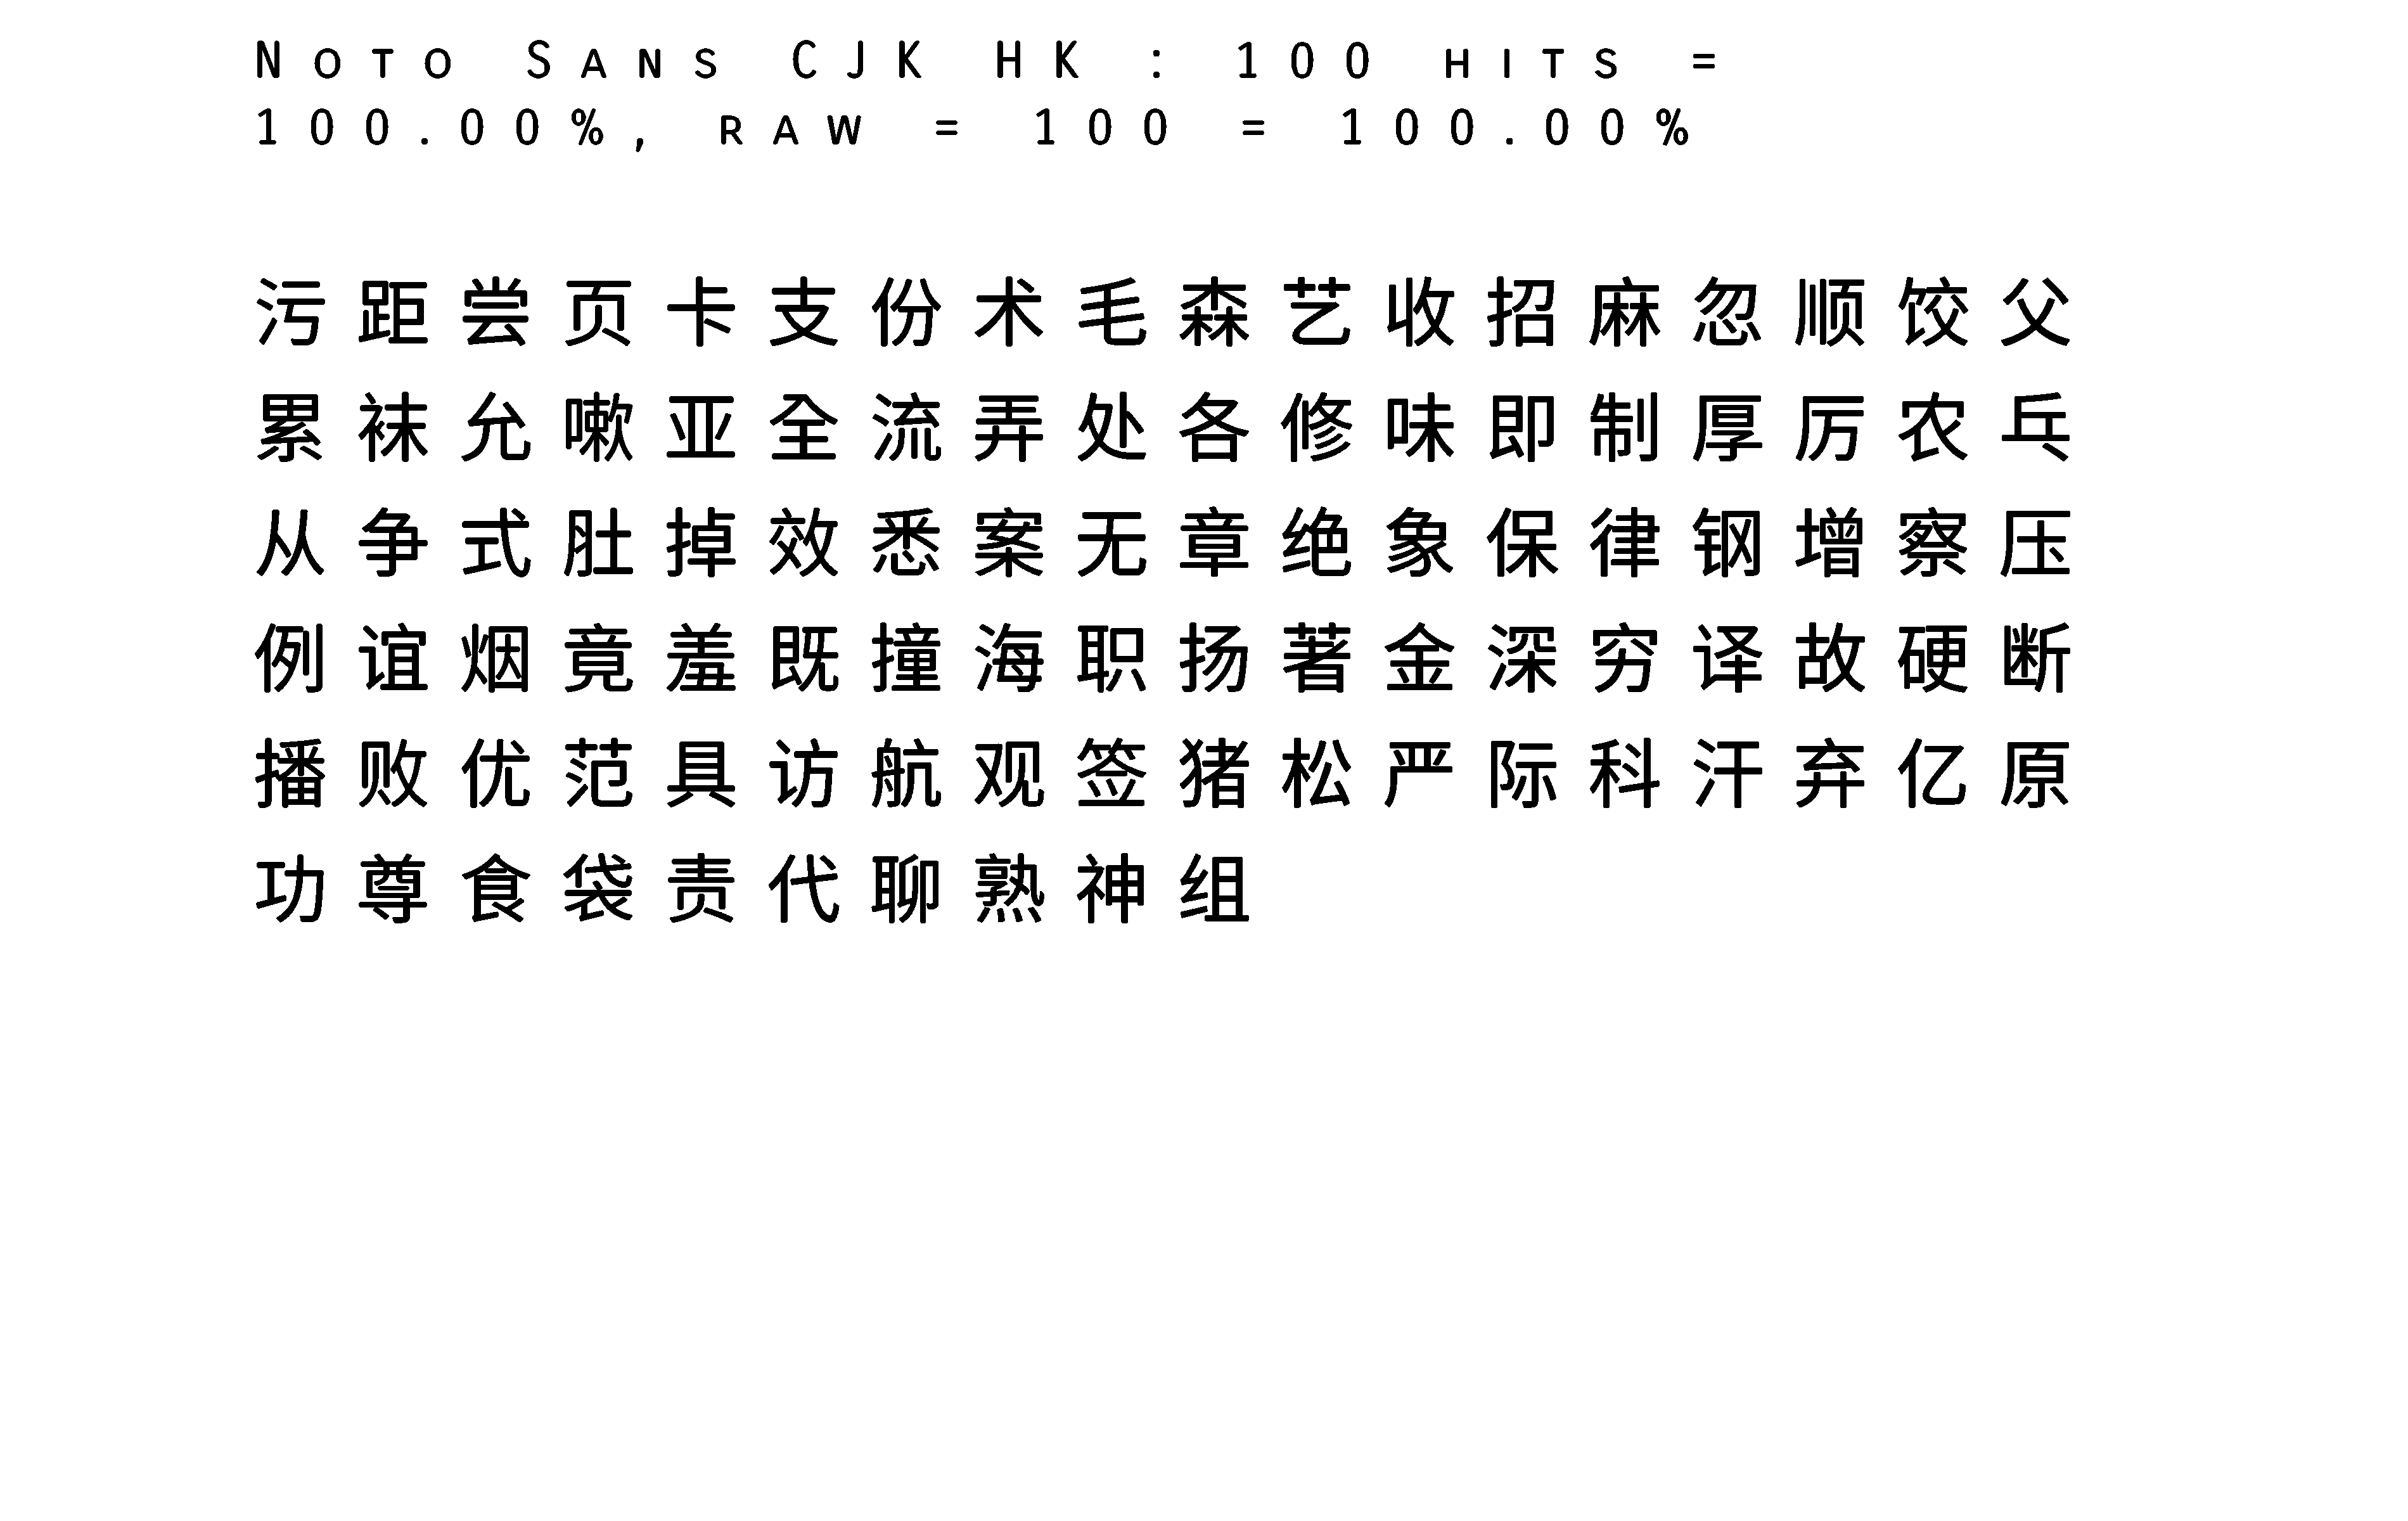 Noto Sans CJK HK : 100 hits =
100.00%, raw = 100 = 100.00%
污距尝页卡支份术毛森艺收招麻忽顺饺父
累袜允嗽亚全流弄处各修味即制厚厉农乓
从争式肚掉效悉案无章绝象保律钢增察压
例谊烟竟羞既撞海职扬著金深穷译故硬断
播败优范具访航观签猪松严际科汗弃亿原
功尊食袋责代聊熟神组